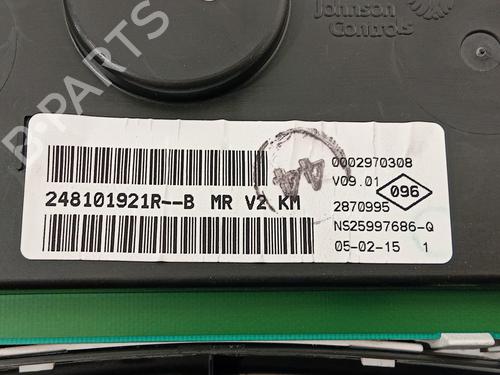 Johnson
Controls
B-PARTS
0002970308
V09.01
096
248101921R--B MR V2 KM
2870995
NS25997686-Q
05-02-15 1